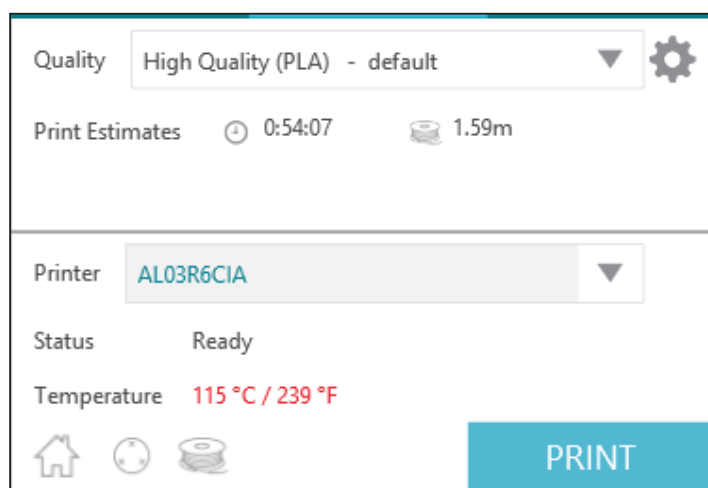 Quality High Quality (PLA) - default
Print Estimates 0:54:07 1.59m
Printer AL03R6CIA
Status Ready
Temperature 115 °C / 239 °F
PRINT